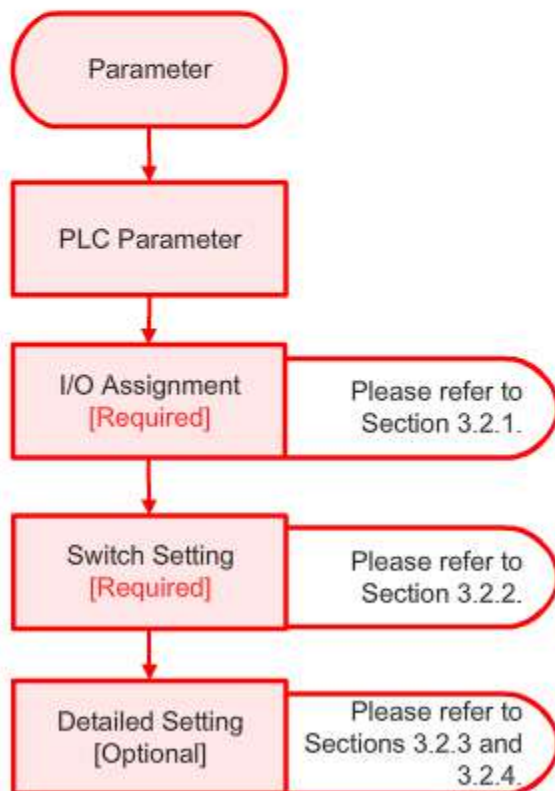 Parameter
PLC Parameter
I/O Assignment
[Required]
Please refer to
Section 3.2.1.
Switch Setting
[Required]
Please refer to
Section 3.2.2.
Detailed Setting
[Optional]
Please refer to
Sections 3.2.3 and
3.2.4.